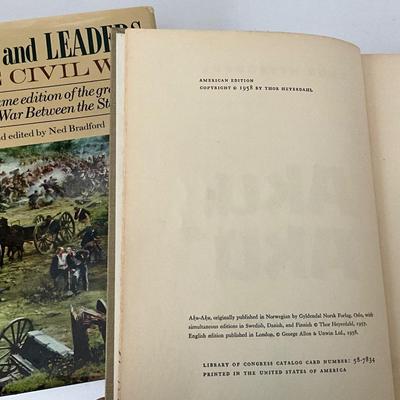 and LEADERS
CIVIL W
me edition of the gr
War Between the St
d edited by Ned Bradford
AMERICAN EDITION
COPYRIGHT © 1958 BY THOR HEYERDAHL
Aku-Aku, originally published in Norwegian by Gyldendal Norsk Forlag, Oslo, with
simultaneous editions in Swedish, Danish, and Finnish © Thor Heyerdahl, 1957.
English edition published in London, © George Allen & Unwin Ltd., 1958.
LIBRARY OF CONGRESS CATALOG CARD NUMBER: 58-7834
PRINTED IN THE UNITED STATES OF AMERICA